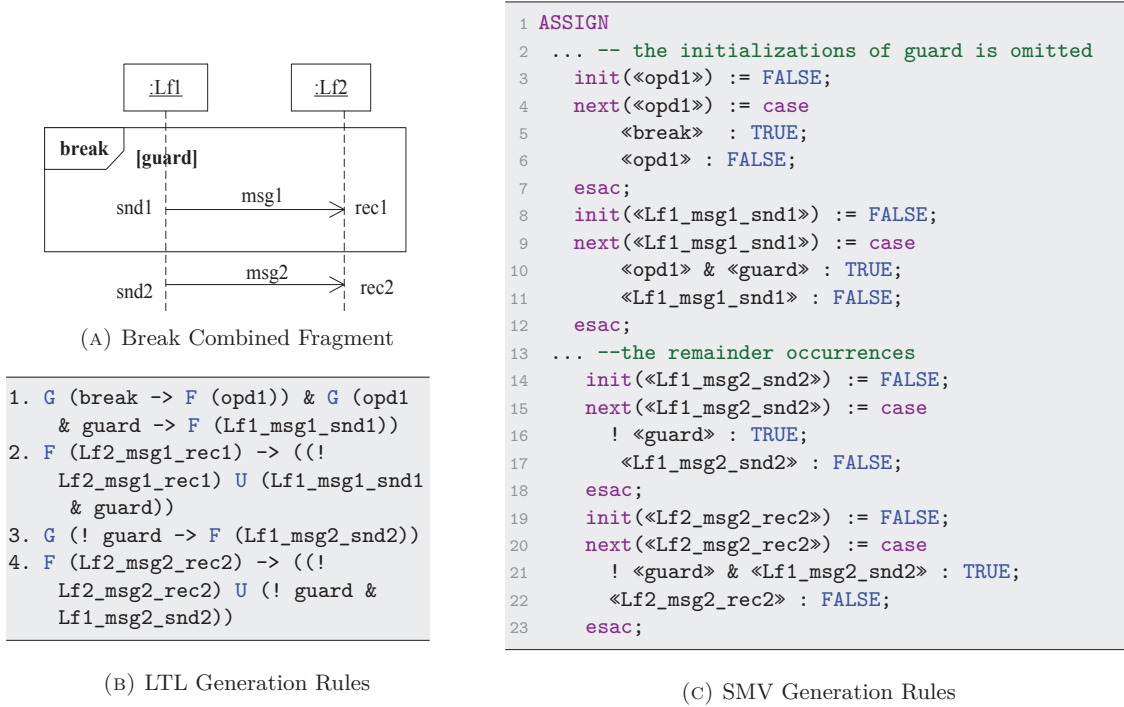 :Lf1
:Lf2
break
[guard]
msg1
snd1
rec1
msg2
snd2
rec2
(A) Break Combined Fragment
1. G (break -> F (opd1)) & G (opd1
& guard -> F (Lf1_msg1_snd1))
2. F (Lf2_msg1_rec1) -> ((!
Lf2_msg1_rec1) U (Lf1_msg1_snd1
& guard))
3. G (! guard -> F (Lf1_msg2_snd2))
4. F (Lf2_msg2_rec2) -> ((!
Lf2_msg2_rec2) U (! guard &
Lf1_msg2_snd2))
(B) LTL Generation Rules
1 ASSIGN
2 ... -- the initializations of guard is omitted
3 init(«opd1») := FALSE;
4 next(«opd1») := case
5 «break» : TRUE;
6 «opd1» : FALSE;
7 esac;
8 init(«Lf1_msg1_snd1») := FALSE;
9 next(«Lf1_msg1_snd1») := case
10 «opd1» & «guard» : TRUE;
11 «Lf1_msg1_snd1» : FALSE;
12 esac;
13 ... --the remainder occurrences
14 init(«Lf1_msg2_snd2») := FALSE;
15 next(«Lf1_msg2_snd2») := case
16 ! «guard» : TRUE;
17 «Lf1_msg2_snd2» : FALSE;
18 esac;
19 init(«Lf2_msg2_rec2») := FALSE;
20 next(«Lf2_msg2_rec2») := case
21 ! «guard» & «Lf1_msg2_snd2» : TRUE;
22 «Lf2_msg2_rec2» : FALSE;
23 esac;
(C) SMV Generation Rules